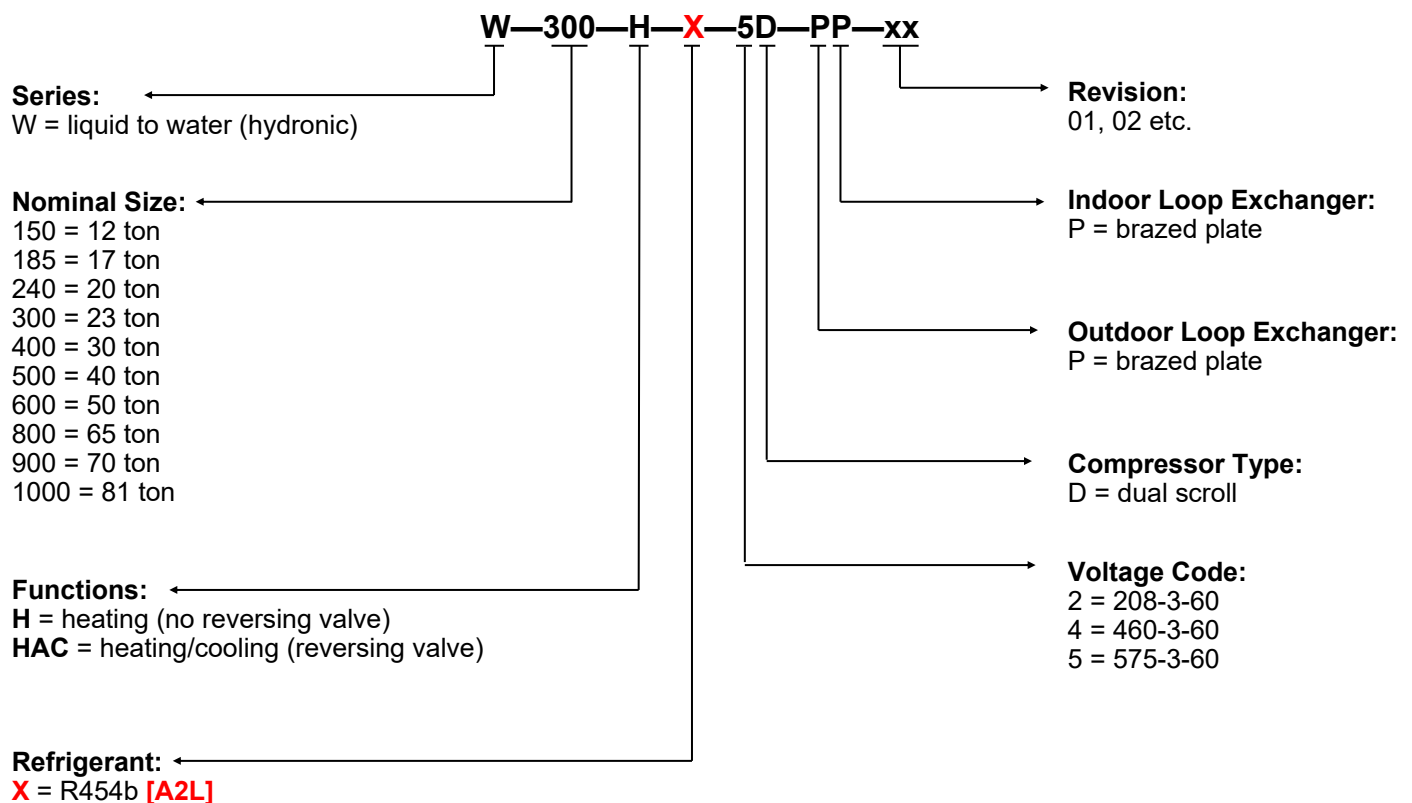 W—300—H—X—5D—PP—xx
Series:
W = liquid to water (hydronic)
Nominal Size:
150 = 12 ton
185 = 17 ton
240 = 20 ton
300 = 23 ton
400 = 30 ton
500 = 40 ton
600 = 50 ton
800 = 65 ton
900 = 70 ton
1000 = 81 ton
Functions:
H = heating (no reversing valve)
HAC = heating/cooling (reversing valve)
Refrigerant:
X = R454b [A2L]
Revision:
01, 02 etc.
Indoor Loop Exchanger:
P = brazed plate
Outdoor Loop Exchanger:
P = brazed plate
Compressor Type:
D = dual scroll
Voltage Code:
2 = 208-3-60
4 = 460-3-60
5 = 575-3-60